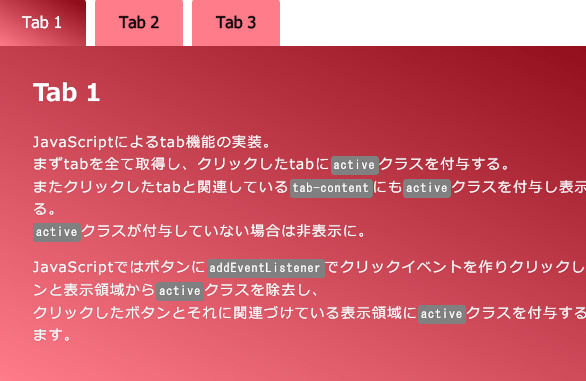 Tab 1 Tab 2 Tab 3
Tab 1
JavaScriptによるtab機能の実装。
まずtabを全て取得し、クリックしたtabにactiveクラスを付与する。
またクリックしたtabと関連しているtab-contentにもactiveクラスを付与し表示
る。
activeクラスが付与していない場合は非表示に。
JavaScriptではボタンにaddEventListenerでクリックイベントを作りクリックし
ンと表示領域からactiveクラスを除去し、
クリックしたボタンとそれに関連づけている表示領域にactiveクラスを付与する
ます。